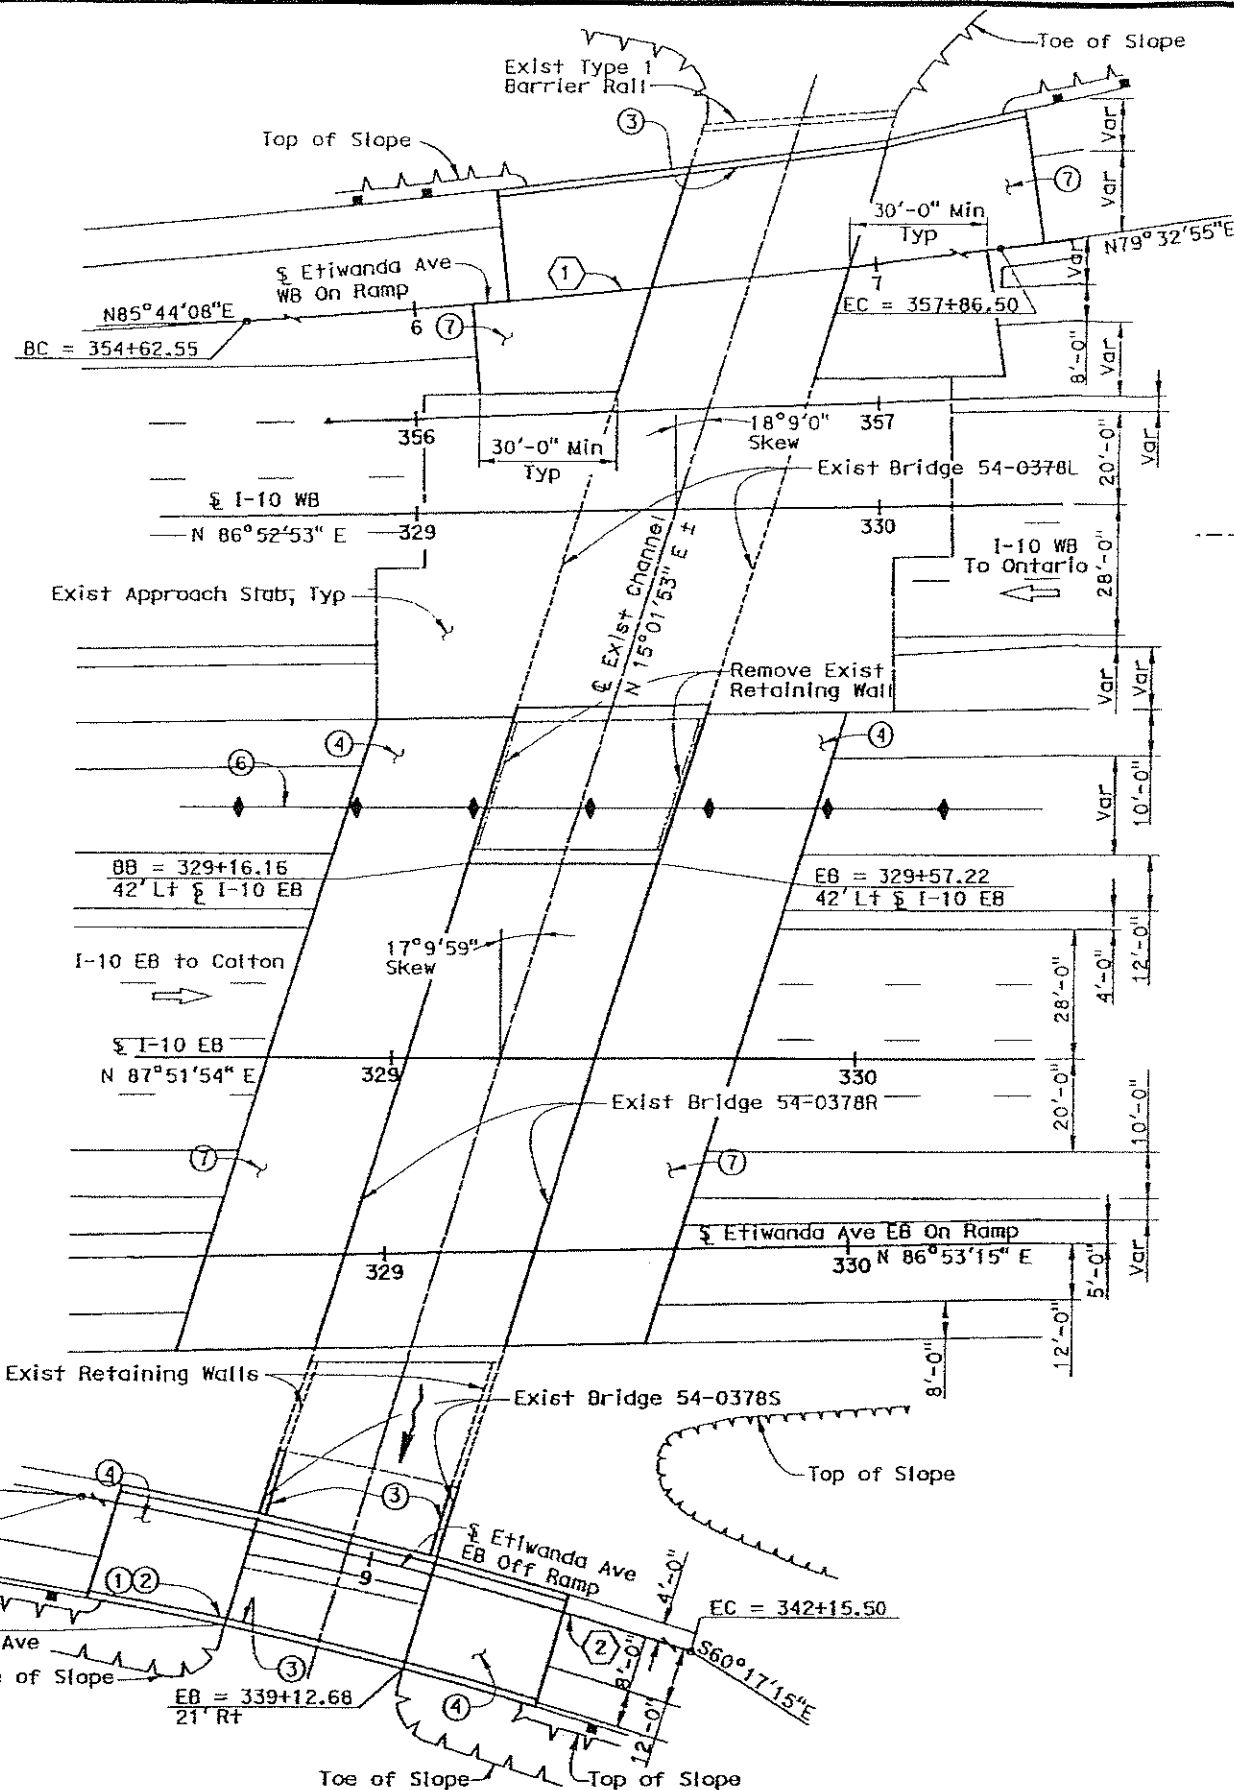 Toe of Slope
Exist Type 1
Barrier Rail
3
Top of Slope
Var
Var
7
30'-0" Min
Typ
N79°32'55"E
1
℄ Etiwanda Ave
WB On Ramp
7
Var
N85°44'08"E
6
7
EC = 357+86.50
BC = 354+62.55
8'-0"
Var
356
18°9'0"
Skew
357
30'-0" Min
Typ
20'-0"
Var
Exist Bridge 54-0378L
℄ I-10 WB
N 86°52'53" E
329
330
I-10 WB
To Ontario
28'-0"
Exist Approach Slab, Typ
℄ Exist Channel
N 15°01'53" E ±
Remove Exist
Retaining Wall
Var
Var
4
4
6
Var
10'-0"
BB = 329+16.16
42' Lt ℄ I-10 EB
EB = 329+57.22
42' Lt ℄ I-10 EB
17°9'59"
Skew
12'-0"
4'-0"
28'-0"
I-10 EB to Colton
℄ I-10 EB
N 87°51'54" E
329
330
Exist Bridge 54-0378R
20'-0"
10'-0"
7
7
℄ Etiwanda Ave EB On Ramp
329
330
N 86°53'15" E
5'-0"
Var
12'-0"
8'-0"
Exist Retaining Walls
Exist Bridge 54-0378S
Top of Slope
4
3
℄ Etiwanda Ave
EB Off Ramp
9
1
2
4'-0"
EC = 342+15.50
2
S60°17'15"E
8'-0"
12'-0"
Ave
of Slope
3
EB = 339+12.68
21' Rt
4
Toe of Slope
Top of Slope